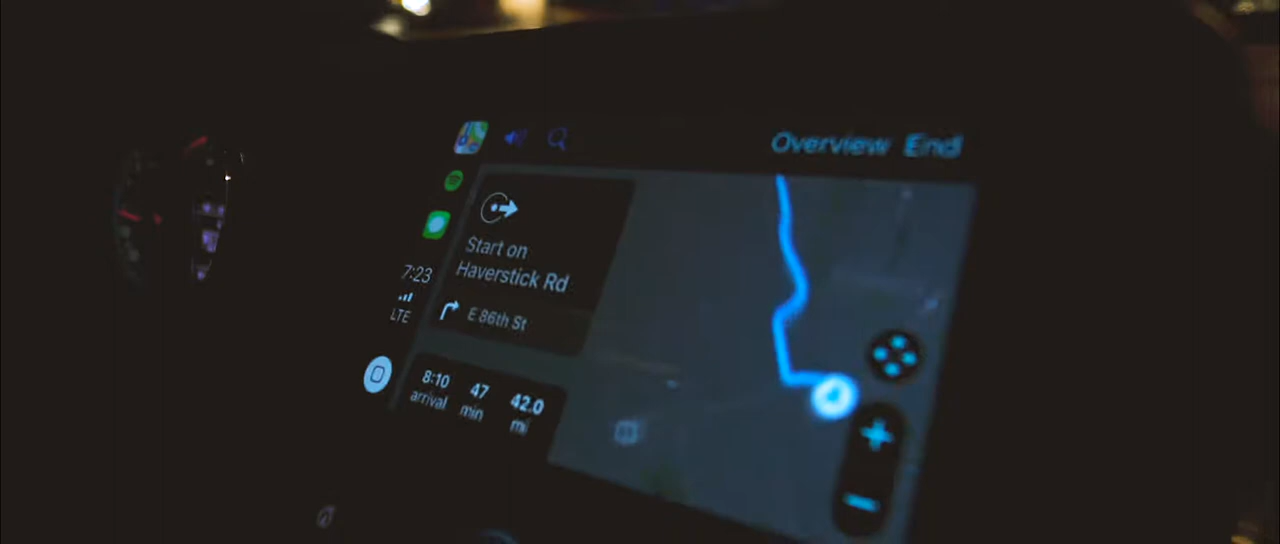 Overview End
Start on
Haverstick Rd
E 86th St
7:23
LTE
8:10 47 42.0
arrival min mi